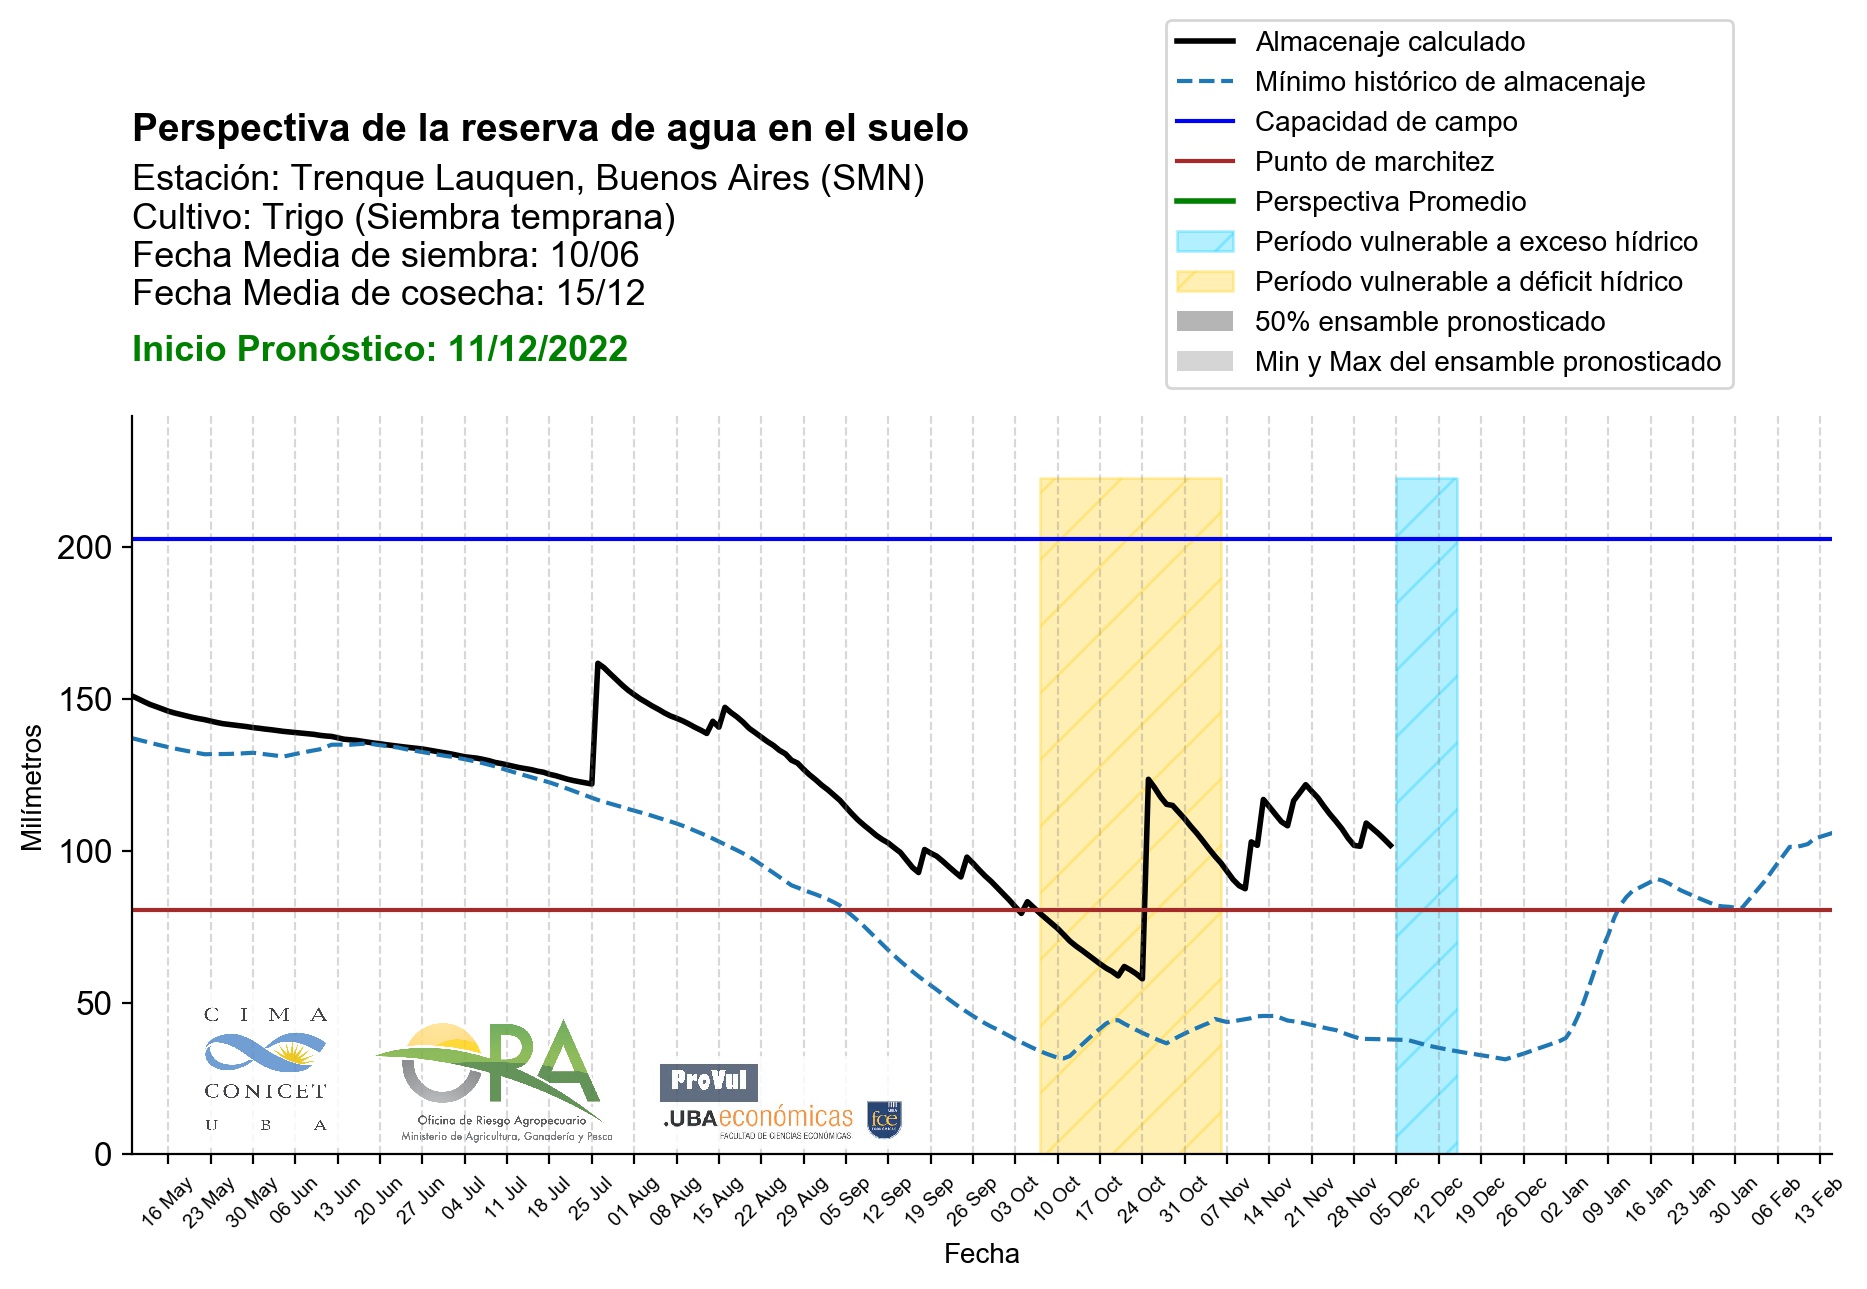 Almacenaje calculado
Mínimo histórico de almacenaje
Capacidad de campo
Punto de marchitez
Perspectiva Promedio
Período vulnerable a exceso hídrico
Período vulnerable a déficit hídrico
50% ensamble pronosticado
Min y Max del ensamble pronosticado
Perspectiva de la reserva de agua en el suelo
Estación: Trenque Lauquen, Buenos Aires (SMN)
Cultivo: Trigo (Siembra temprana)
Fecha Media de siembra: 10/06
Fecha Media de cosecha: 15/12
Inicio Pronóstico: 11/12/2022
200
150
100
50
0
Milímetros
C I M A
CONICET
U B A
ORA
Oficina de Riesgo Agropecuario
Ministerio de Agricultura, Ganadería y Pesca
ProVul
.UBAeconómicas
FACULTAD DE CIENCIAS ECONÓMICAS
UBA
fce
16 May
23 May
30 May
06 Jun
13 Jun
20 Jun
27 Jun
04 Jul
11 Jul
18 Jul
25 Jul
01 Aug
08 Aug
15 Aug
22 Aug
29 Aug
05 Sep
12 Sep
19 Sep
26 Sep
03 Oct
10 Oct
17 Oct
24 Oct
31 Oct
07 Nov
14 Nov
21 Nov
28 Nov
05 Dec
12 Dec
19 Dec
26 Dec
02 Jan
09 Jan
16 Jan
23 Jan
30 Jan
06 Feb
13 Feb
Fecha